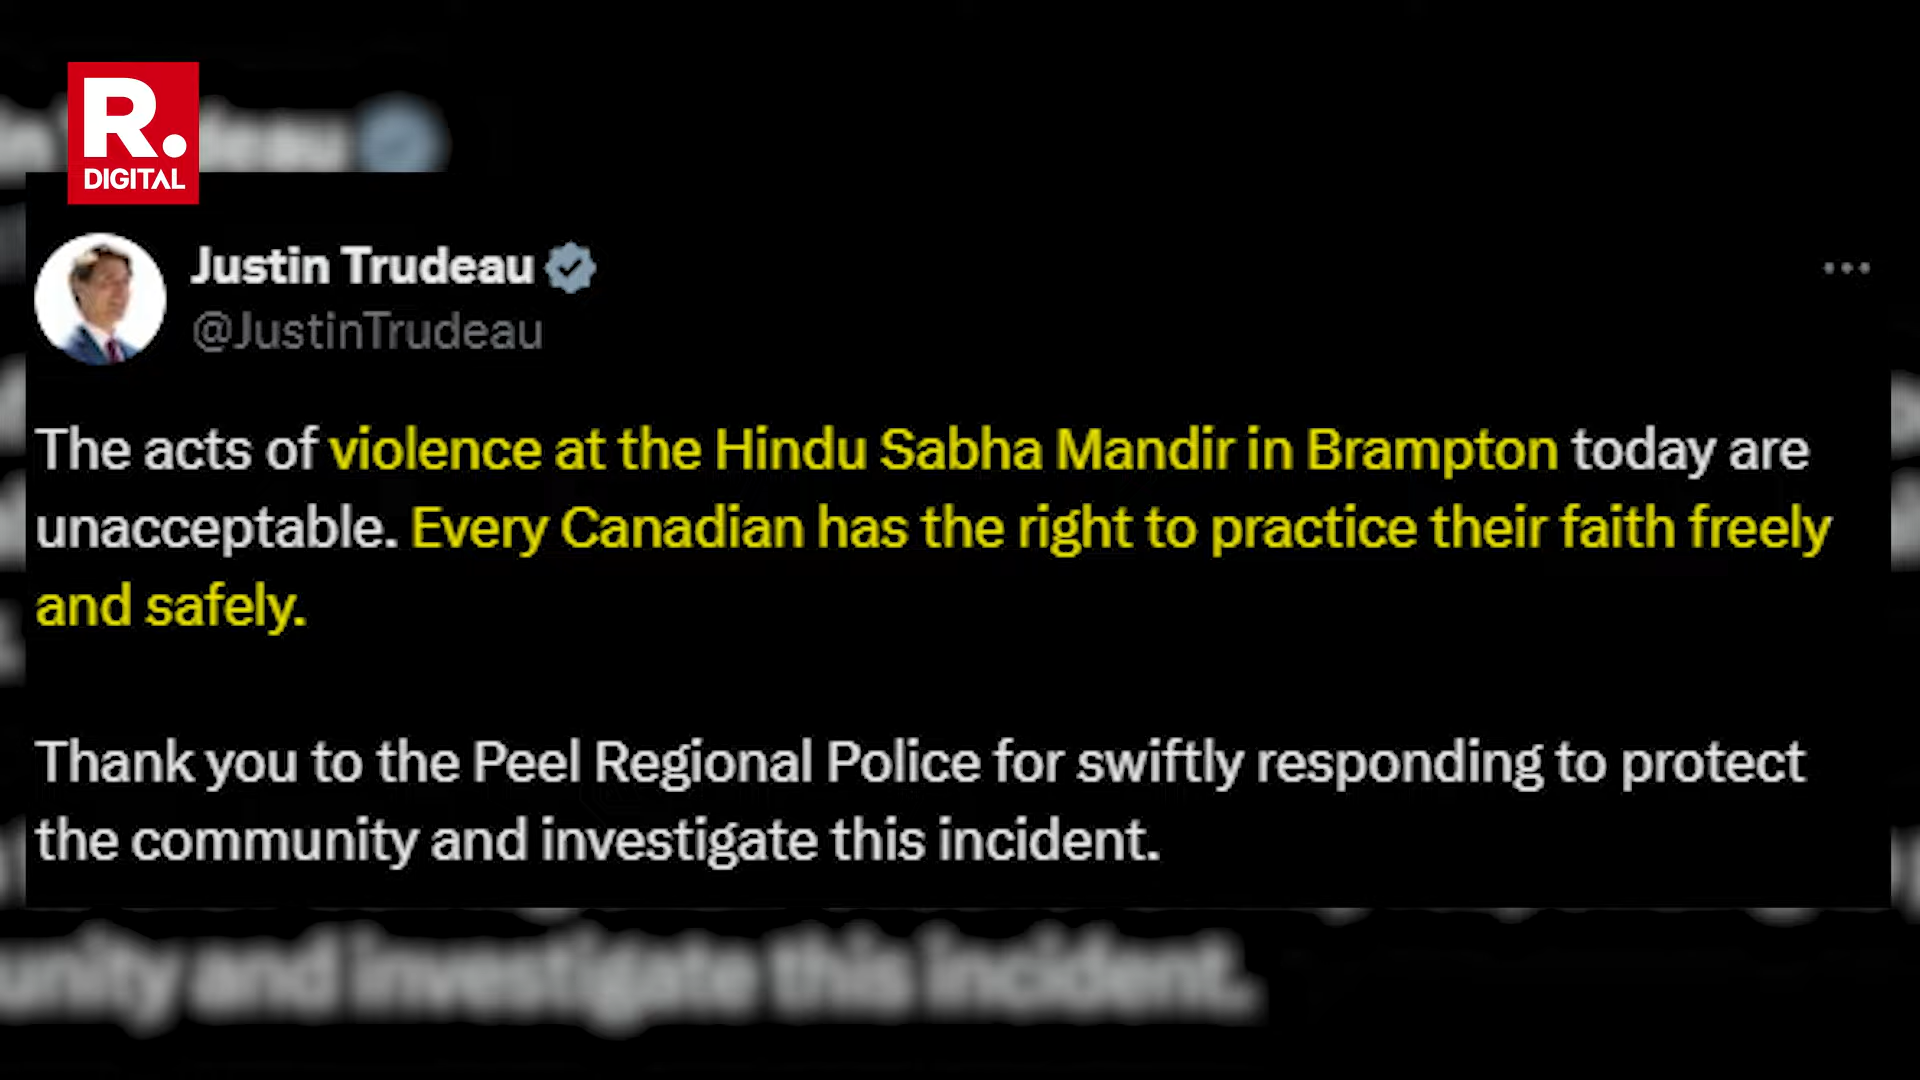 R.
DIGITAL
Justin Trudeau
@JustinTrudeau
The acts of violence at the Hindu Sabha Mandir in Brampton today are
unacceptable. Every Canadian has the right to practice their faith freely
and safely.
Thank you to the Peel Regional Police for swiftly responding to protect
the community and investigate this incident.
unity and investigate this incident.